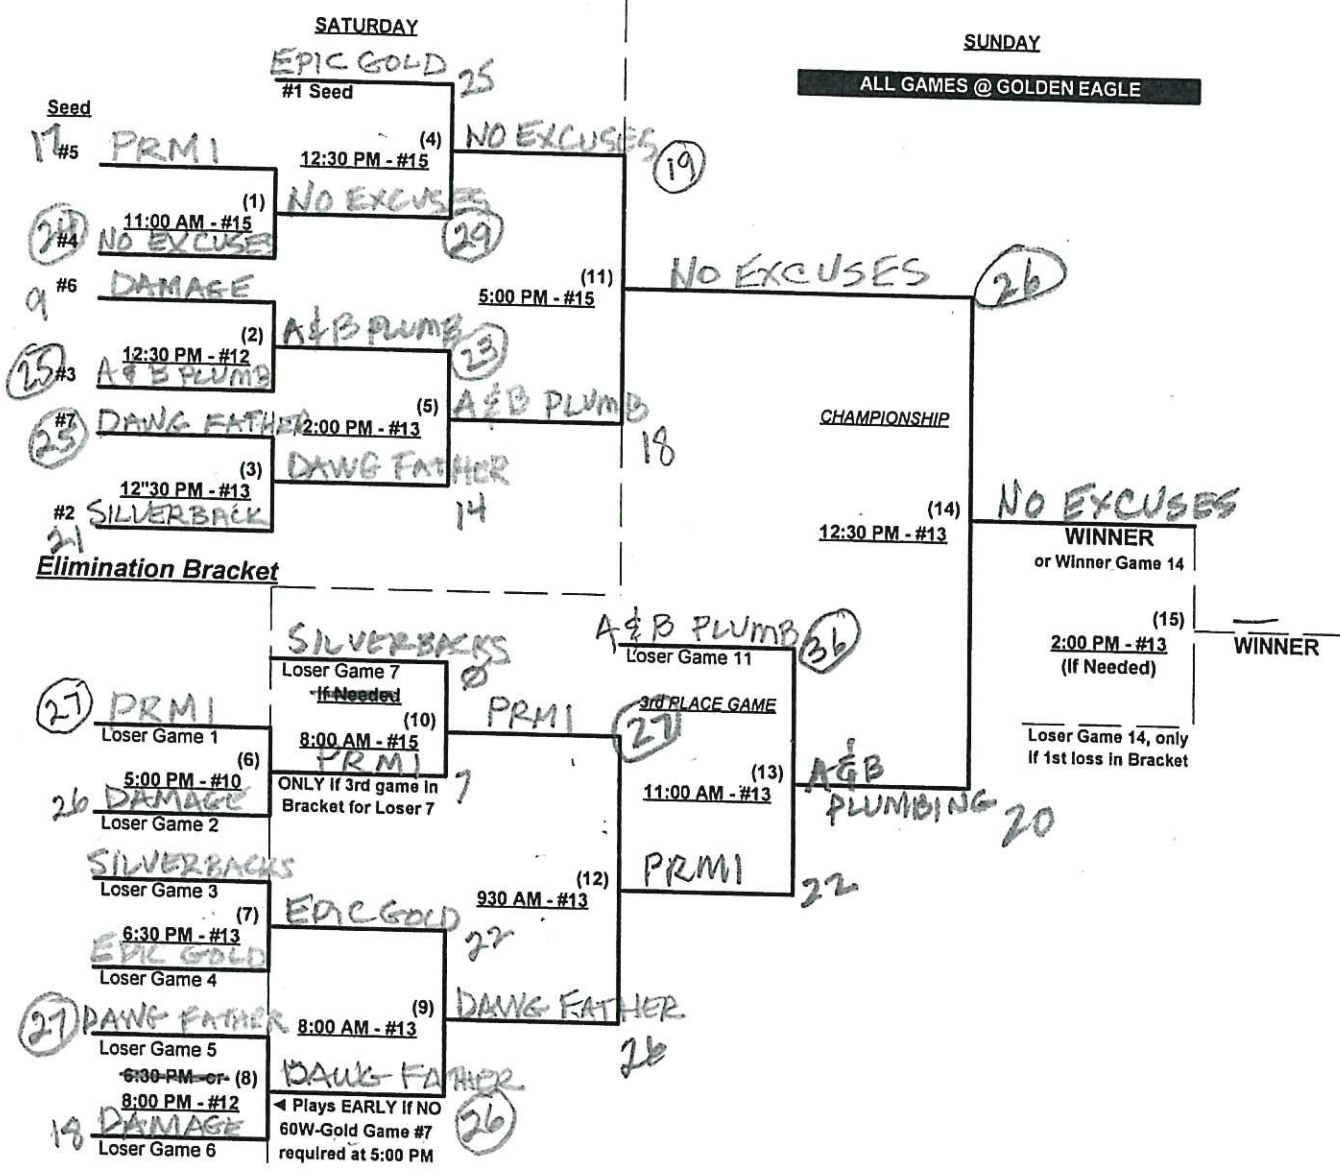 SATURDAY
SUNDAY
ALL GAMES @ GOLDEN EAGLE
EPIC GOLD 25
#1 Seed
Seed
17 #5 PRMI
(4)
12:30 PM - #15
NO EXCUSES 19
(1)
11:00 AM - #15
NO EXCUSES 29
24 #4 NO EXCUSES
#6 DAMAGE
9
(11)
5:00 PM - #15
NO EXCUSES 26
(2)
12:30 PM - #12
A & B PLUMB 23
25 #3 A & B PLUMB
#7 DAWG FATHER
25
(5)
2:00 PM - #13
A & B PLUMB
18
CHAMPIONSHIP
(3)
12"30 PM - #13
DAWG FATHER
14
#2 SILVERBACK
21
(14)
12:30 PM - #13
NO EXCUSES
WINNER
or Winner Game 14
Elimination Bracket
(15)
2:00 PM - #13
(If Needed)
WINNER
Loser Game 14, only
if 1st loss in Bracket
SILVERBACKS
Loser Game 7
If Needed
(10)
8:00 AM - #15
PRMI
7
ONLY if 3rd game in
Bracket for Loser 7
A & B PLUMB 36
Loser Game 11
3rd PLACE GAME
27 PRMI
Loser Game 1
(6)
5:00 PM - #10
26 DAMAGE
Loser Game 2
PRMI 27
(13)
11:00 AM - #13
A & B
PLUMBING 20
SILVERBACKS
Loser Game 3
(7)
6:30 PM - #13
EPIC GOLD
Loser Game 4
EPIC GOLD
22
(12)
930 AM - #13
PRMI
22
27 DAWG FATHER
Loser Game 5
(9)
8:00 AM - #13
DAWG FATHER
26
6:30 PM or (8)
8:00 PM - #12
18 DAMAGE
Loser Game 6
DAWG FATHER
26
◄ Plays EARLY if NO
60W-Gold Game #7
required at 5:00 PM